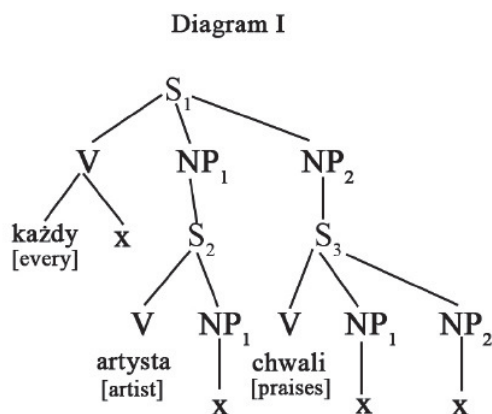 Diagram I
S₁
V NP₁ NP₂
każdy x S₂ S₃
[every]
V NP₁ V NP₁ NP₂
artysta chwali
[artist] x [praises] x x